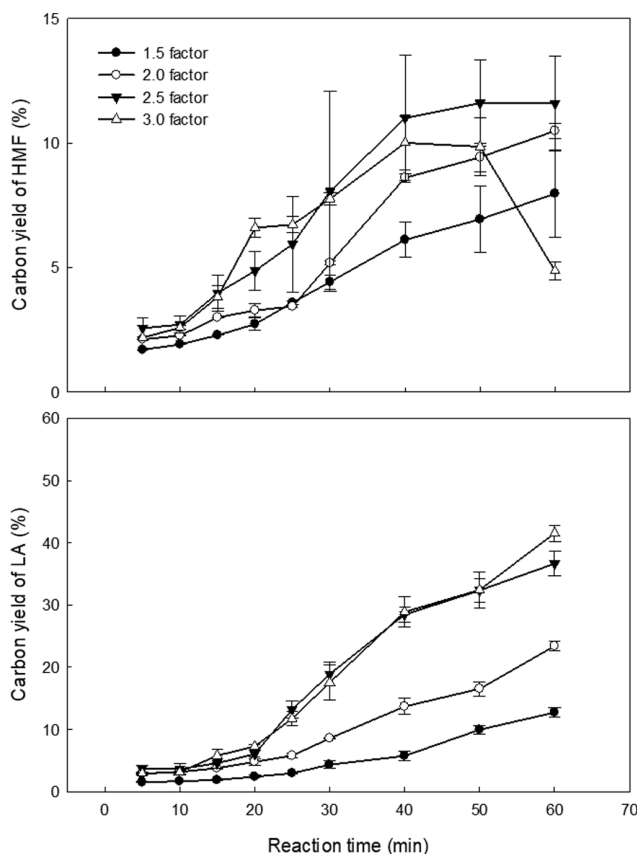 15
10
5
0
Carbon yield of HMF (%)
1.5 factor
2.0 factor
2.5 factor
3.0 factor
60
50
40
30
20
10
0
Carbon yield of LA (%)
0 10 20 30 40 50 60 70
Reaction time (min)